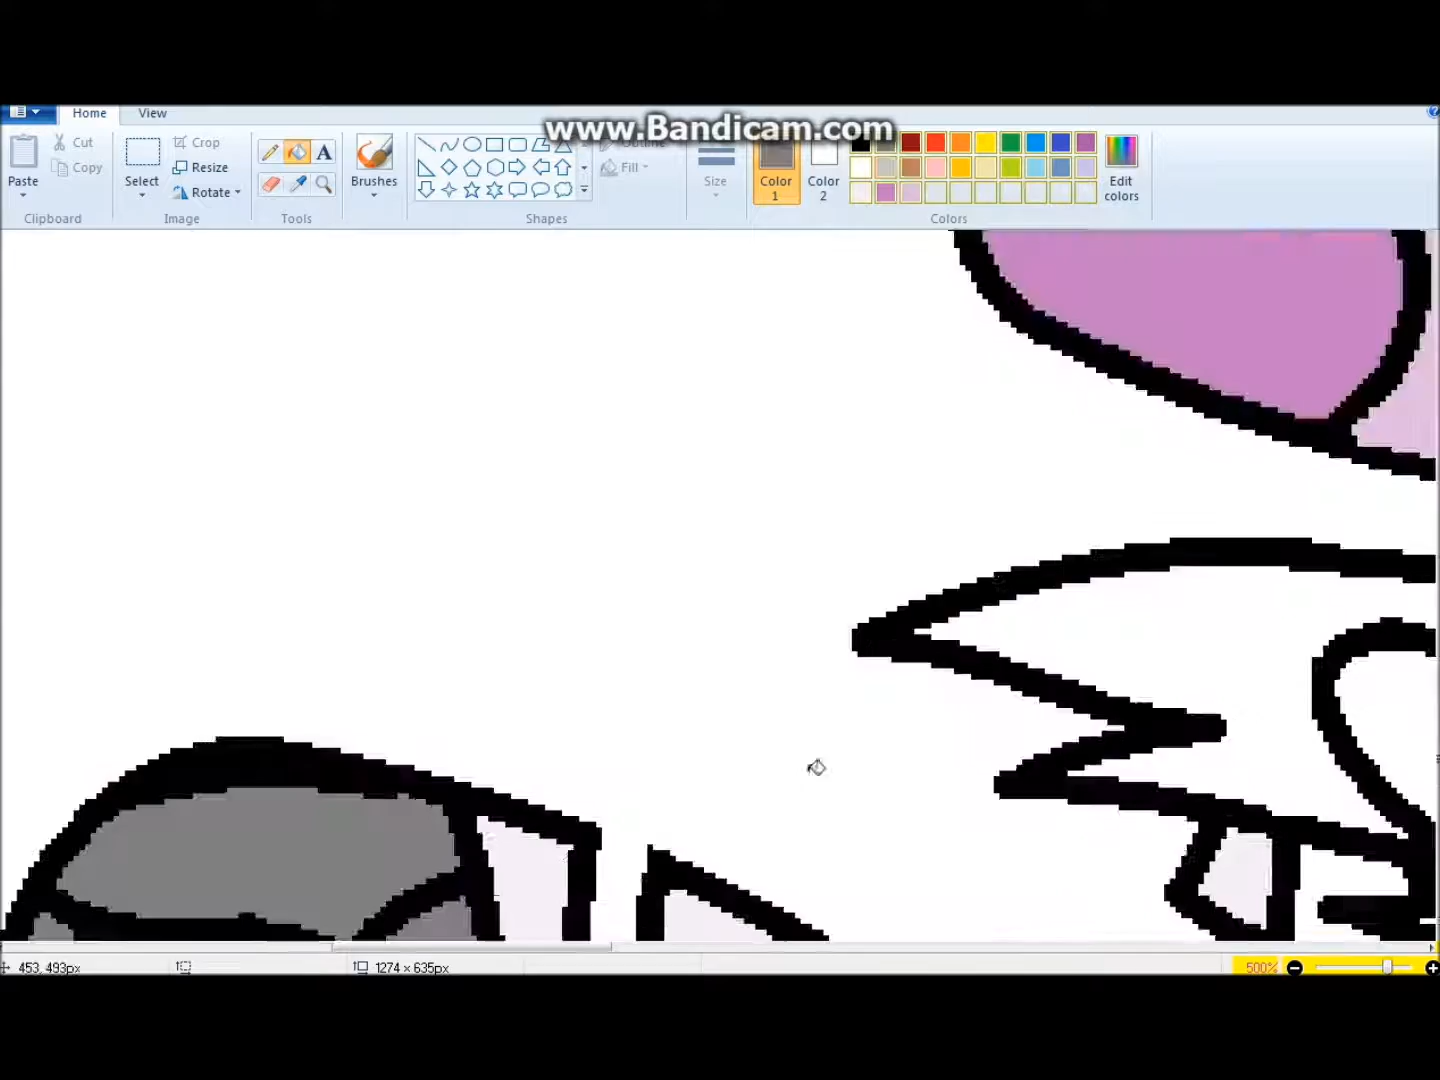 Home View
www.Bandicam.com
Cut
Copy
Paste
Clipboard
Select
Crop
Resize
Rotate
Image
A
Tools
Brushes
Outline
Fill
Shapes
Size
Color
1
Color
2
Edit
colors
Colors
453, 493px
1274 × 635px
500%